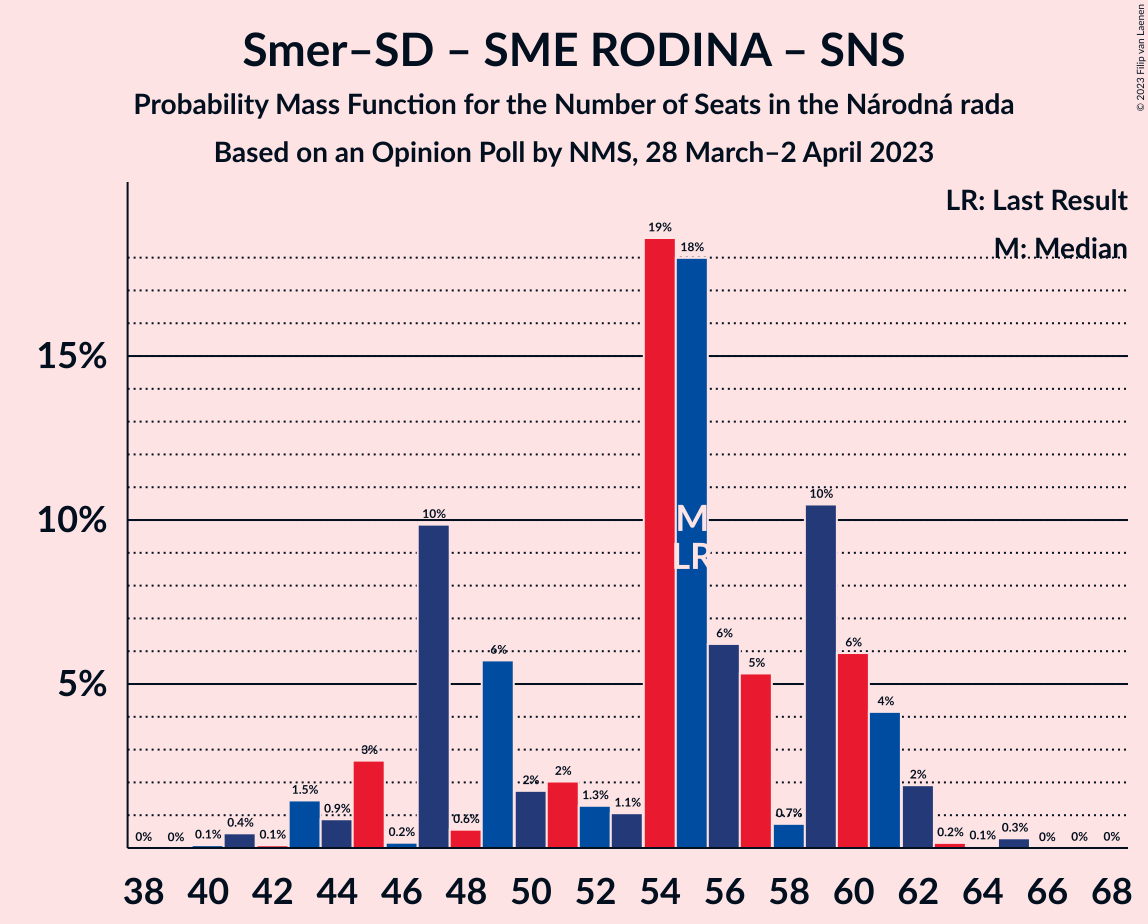 Smer–SD – SME RODINA – SNS
Probability Mass Function for the Number of Seats in the Národná rada
Based on an Opinion Poll by NMS, 28 March–2 April 2023
© 2023 Filip van Laenen
LR: Last Result
M: Median
15%
10%
5%
0% 0% 0.1% 0.4% 0.1% 1.5% 0.9% 3% 0.2% 10% 0.6% 6% 2% 2% 1.3% 1.1% 19% 18% 6% 5% 0.7% 10% 6% 4% 2% 0.2% 0.1% 0.3% 0% 0% 0%
M
LR
38 40 42 44 46 48 50 52 54 56 58 60 62 64 66 68